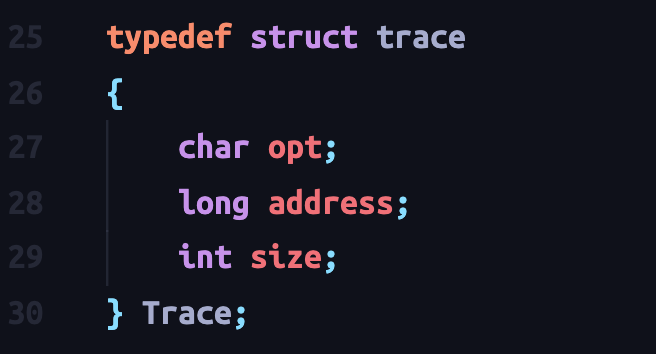 25 typedef struct trace
26 {
27 char opt;
28 long address;
29 int size;
30 } Trace;